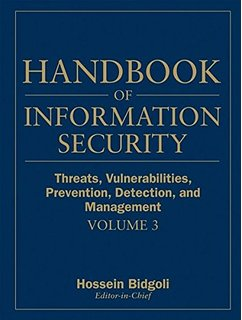 HANDBOOK
OF
INFORMATION
SECURITY
Threats, Vulnerabilities,
Prevention, Detection, and
Management
VOLUME 3
Hossein Bidgoli
Editor-in-Chief